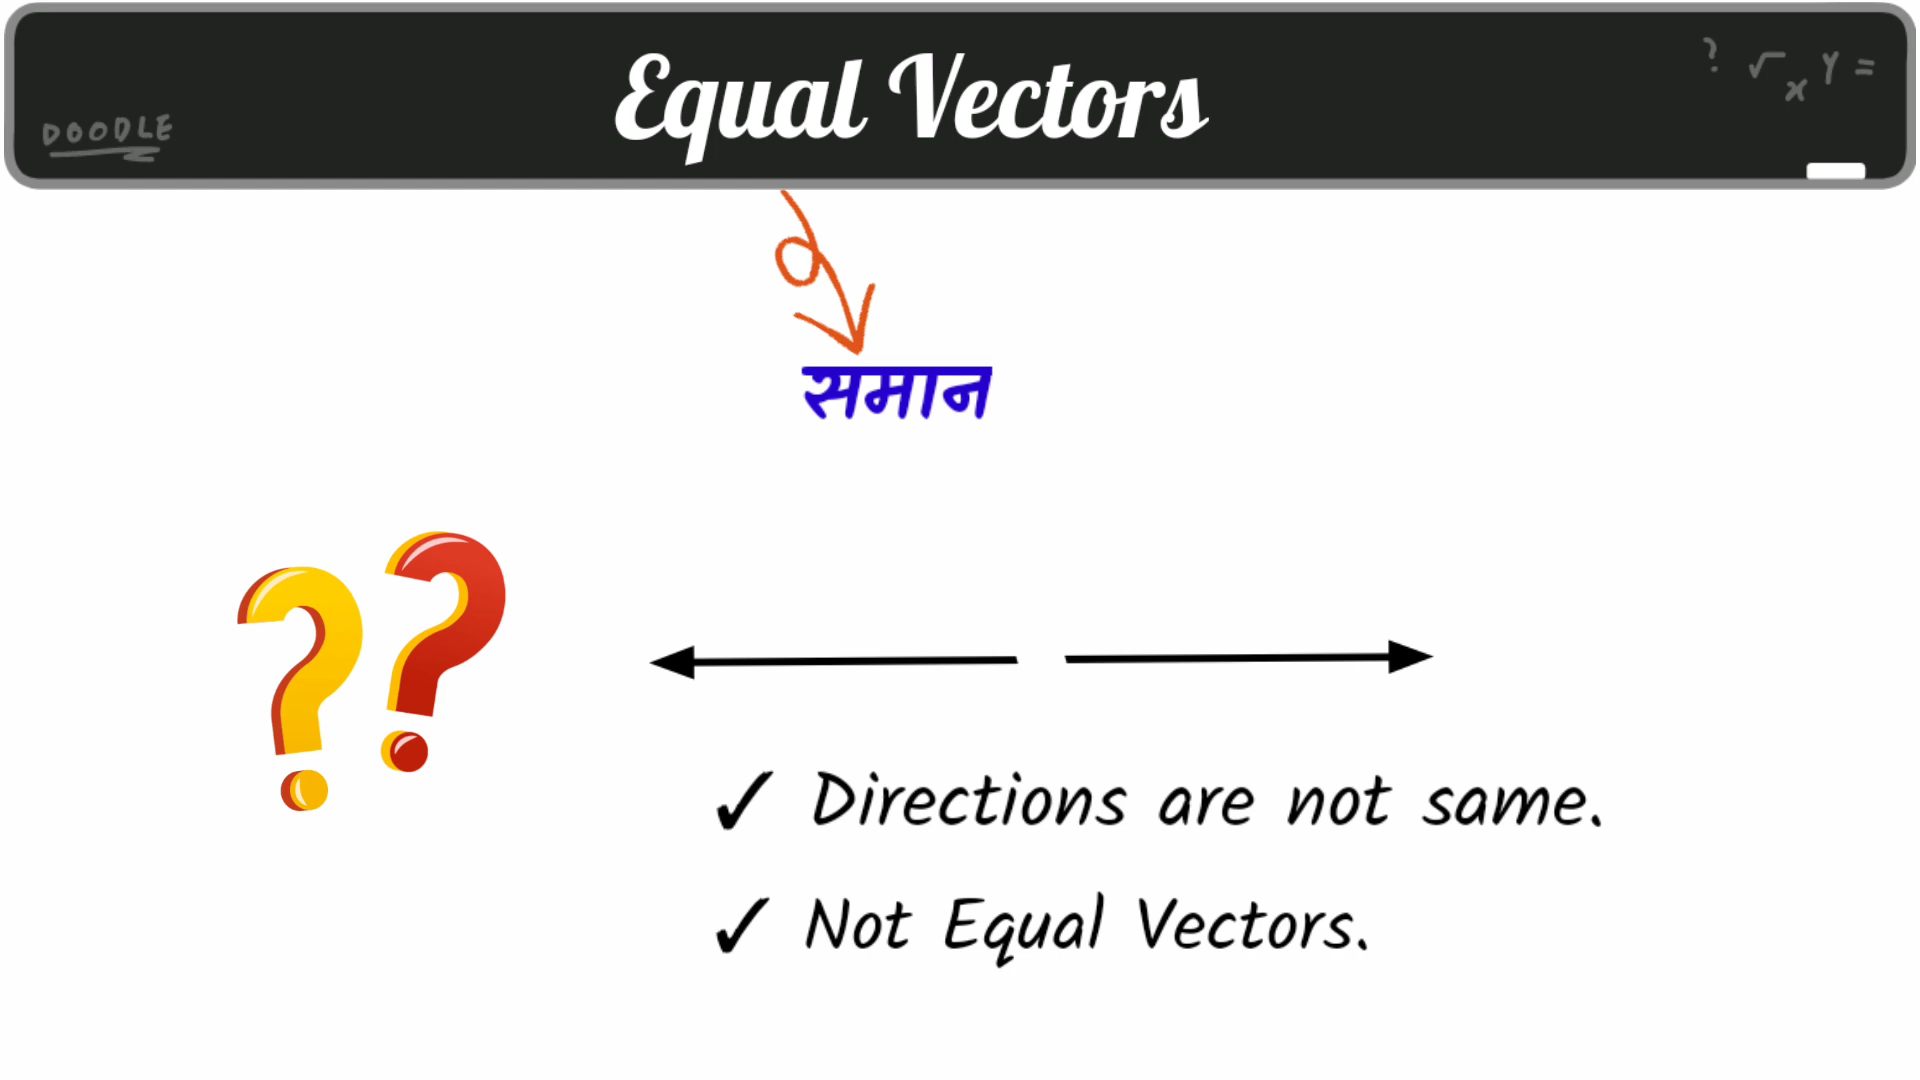 Equal Vectors
? √ x y =
DOODLE
समान
✓ Directions are not same.
✓ Not Equal Vectors.